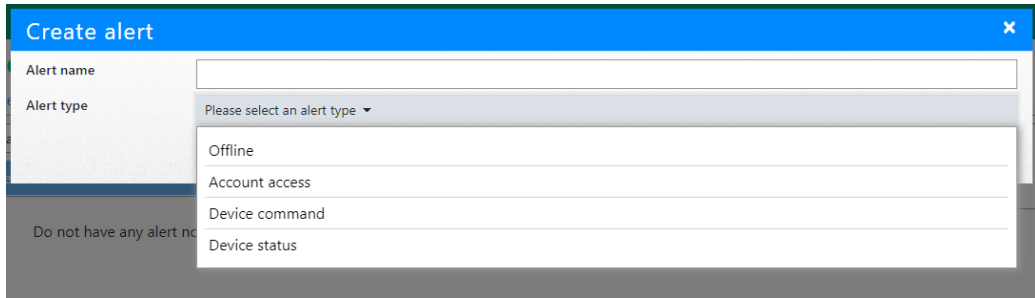 Create alert
Alert name
Alert type
Please select an alert type
Offline
Account access
Device command
Device status
Do not have any alert